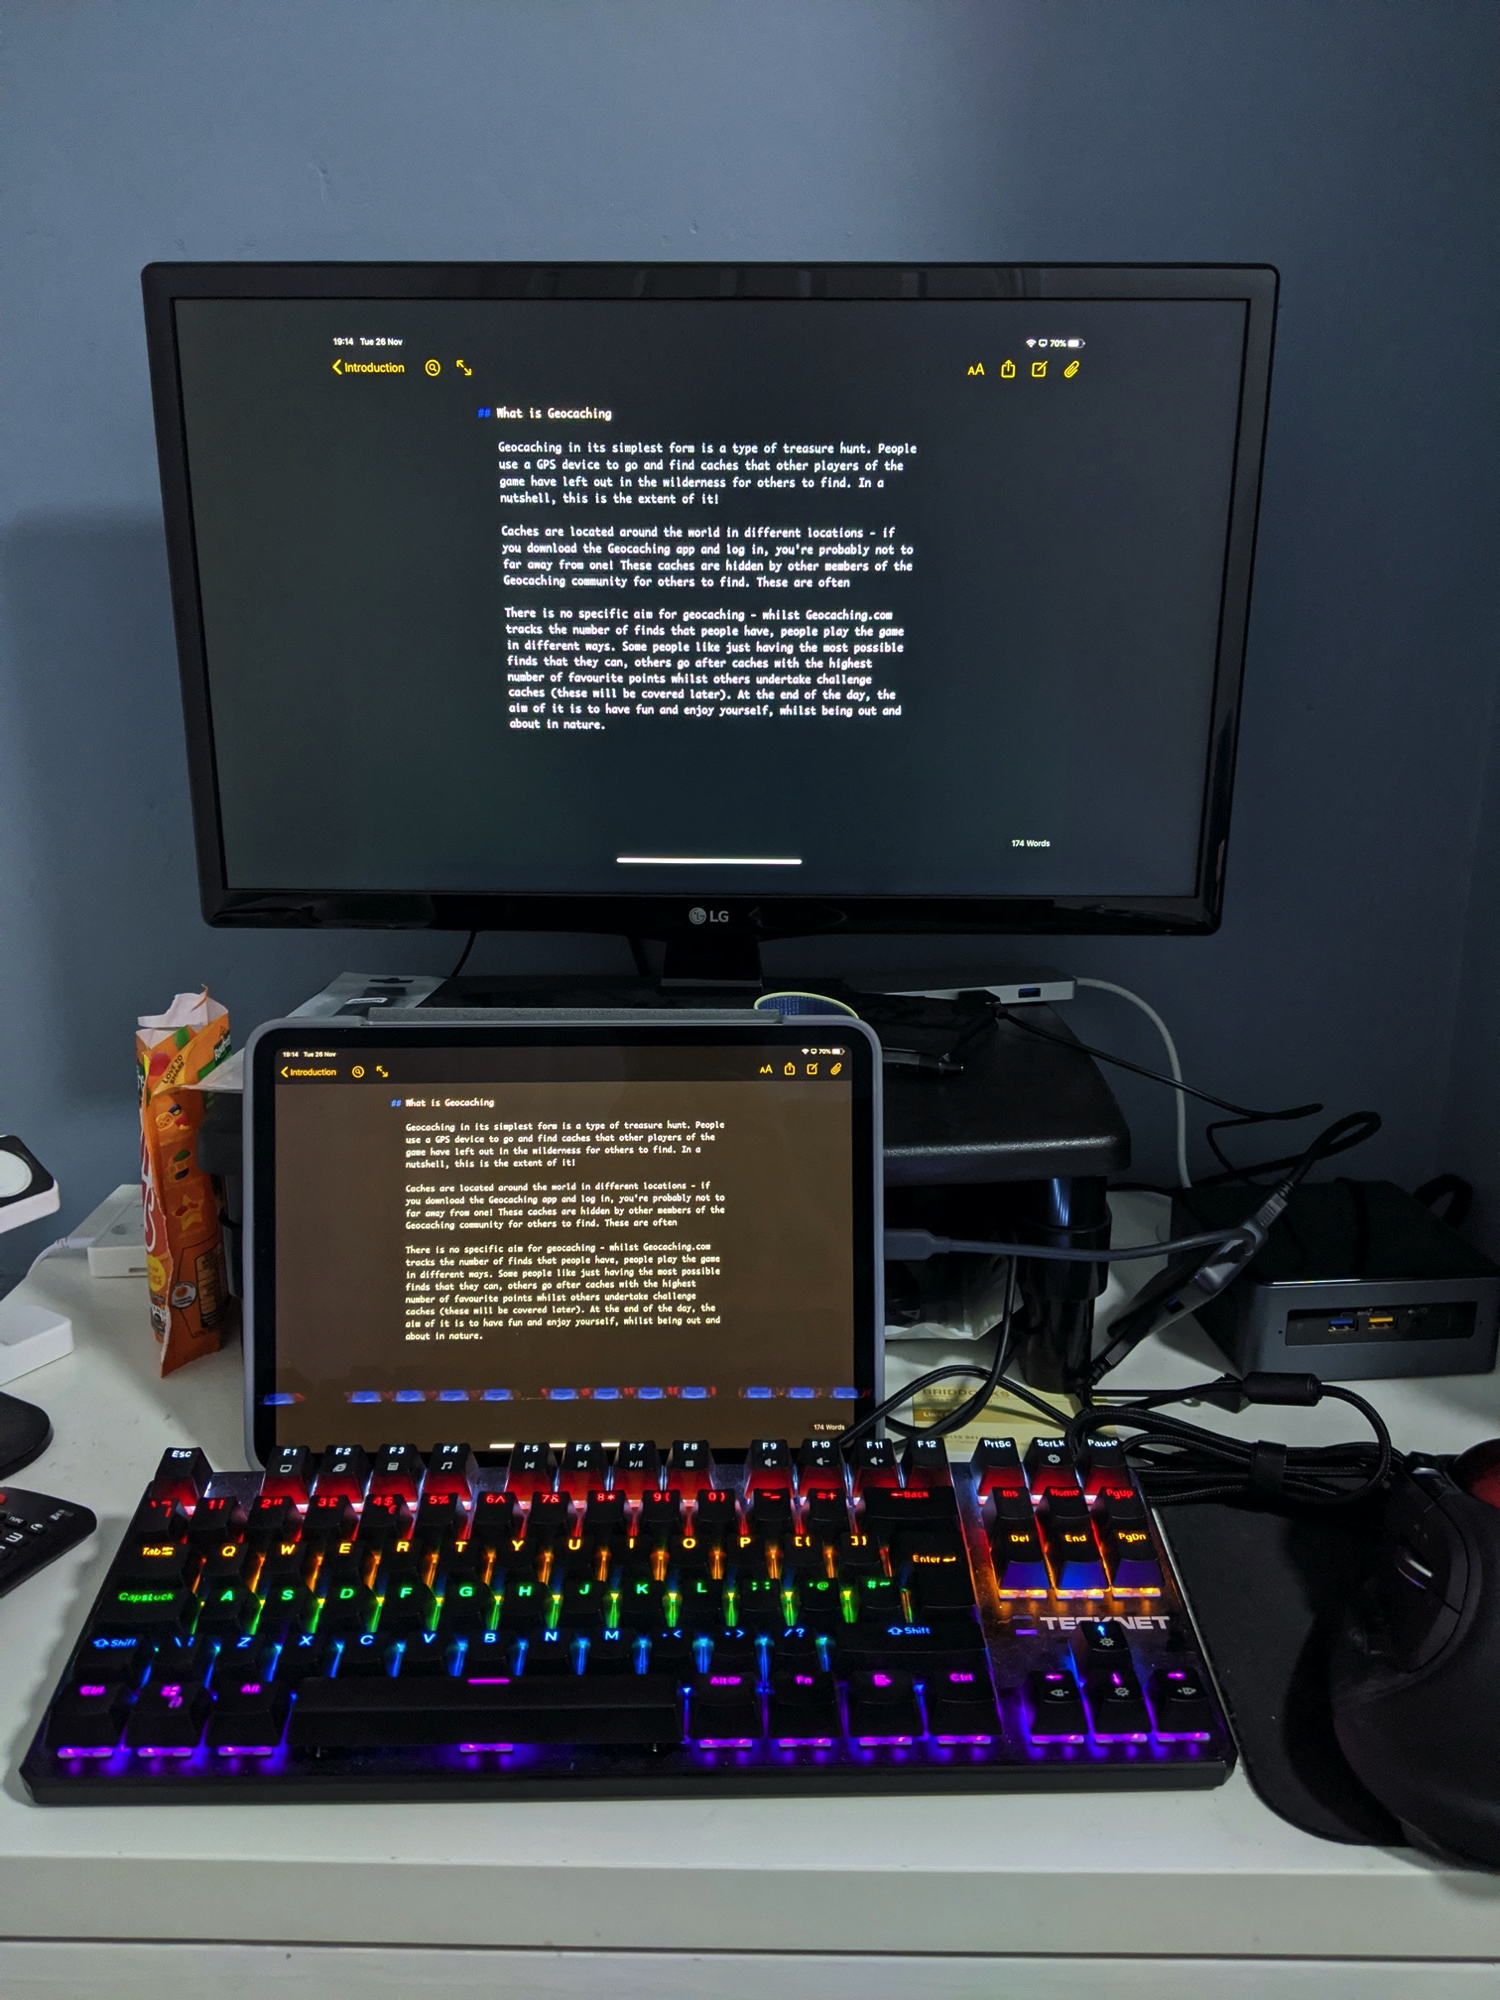 19:14 Tue 26 Nov
70%
Introduction
AA
## What is Geocaching
Geocaching in its simplest form is a type of treasure hunt. People
use a GPS device to go and find caches that other players of the
game have left out in the wilderness for others to find. In a
nutshell, this is the extent of it!
Caches are located around the world in different locations - if
you download the Geocaching app and log in, you're probably not to
far away from one! These caches are hidden by other members of the
Geocaching community for others to find. These are often
There is no specific aim for geocaching - whilst Geocaching.com
tracks the number of finds that people have, people play the game
in different ways. Some people like just having the most possible
finds that they can, others go after caches with the highest
number of favourite points whilst others undertake challenge
caches (these will be covered later). At the end of the day, the
aim of it is to have fun and enjoy yourself, whilst being out and
about in nature.
174 Words
LG
19:14 Tue 26 Nov
70%
Introduction
AA
## What is Geocaching
Geocaching in its simplest form is a type of treasure hunt. People
use a GPS device to go and find caches that other players of the
game have left out in the wilderness for others to find. In a
nutshell, this is the extent of it!
Caches are located around the world in different locations - if
you download the Geocaching app and log in, you're probably not to
far away from one! These caches are hidden by other members of the
Geocaching community for others to find. These are often
There is no specific aim for geocaching - whilst Geocaching.com
tracks the number of finds that people have, people play the game
in different ways. Some people like just having the most possible
finds that they can, others go after caches with the highest
number of favourite points whilst others undertake challenge
caches (these will be covered later). At the end of the day, the
aim of it is to have fun and enjoy yourself, whilst being out and
about in nature.
174 Words
LOVE TO
Esc F1 F2 F3 F4 F5 F6 F7 F8 F9 F10 F11 F12 PrtSc ScrLk Pause
1! 2" 3£ 4$ 5% 6^ 7& 8* 9( 0) -_ =+ Back Ins Home PgUp
Tab Q W E R T Y U I O P [{ ]} Enter Del End PgDn
CapsLock A S D F G H J K L ;: '@ #~
Shift \| Z X C V B N M ,< .> /? Shift
Ctrl Alt AltGr Fn Ctrl
TECKNET